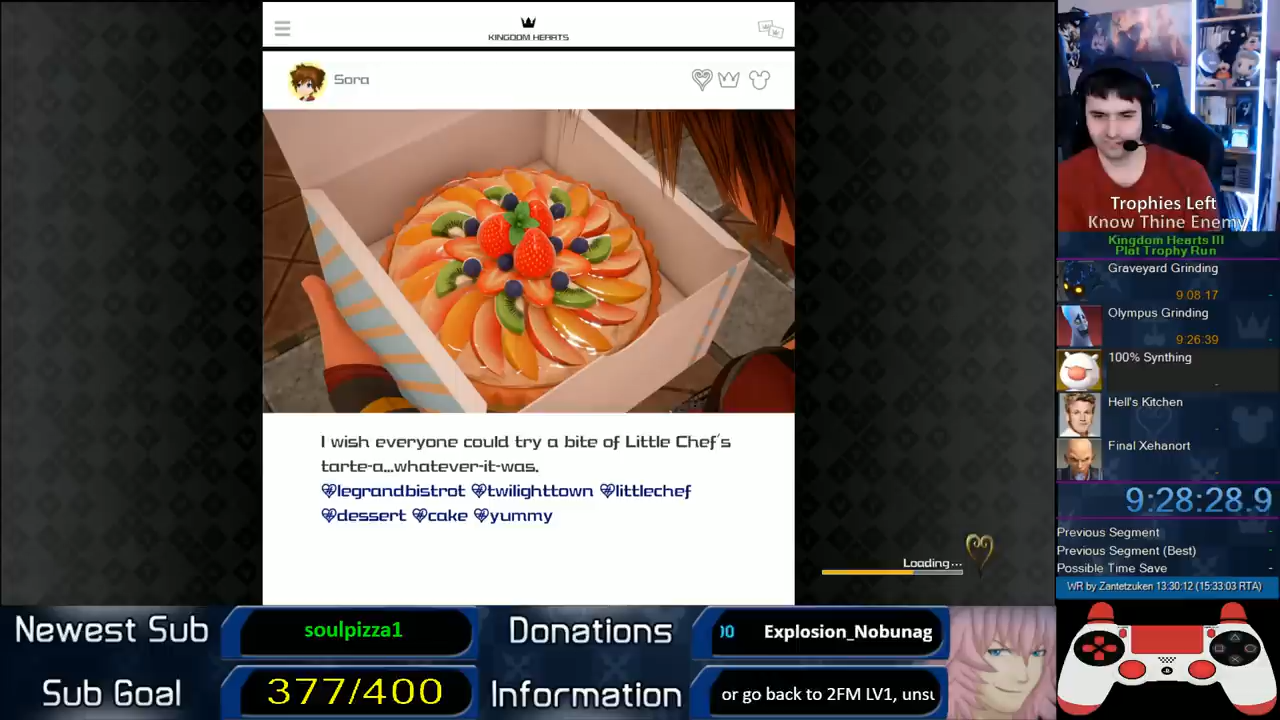 KINGDOM HEARTS
Sora
I wish everyone could try a bite of Little Chef's
tarte-a...whatever-it-was.
legrandbistrot twilighttown littlechef
dessert cake yummy
Loading...
Trophies Left
Know Thine Enemy
Kingdom Hearts III
Plat Trophy Run
Graveyard Grinding
9:08:17 -
Olympus Grinding
9:26:39 -
100% Synthing
-
Hell's Kitchen
-
Final Xehanort
-
9:28:28.9
Previous Segment -
Previous Segment (Best) -
Possible Time Save -
WR by Zantetzuken 13:30:12 (15:33:03 RTA)
Newest Sub
soulpizza1
Donations
00 Explosion_Nobunag
Sub Goal
377/400
Information
or go back to 2FM LV1, unsu